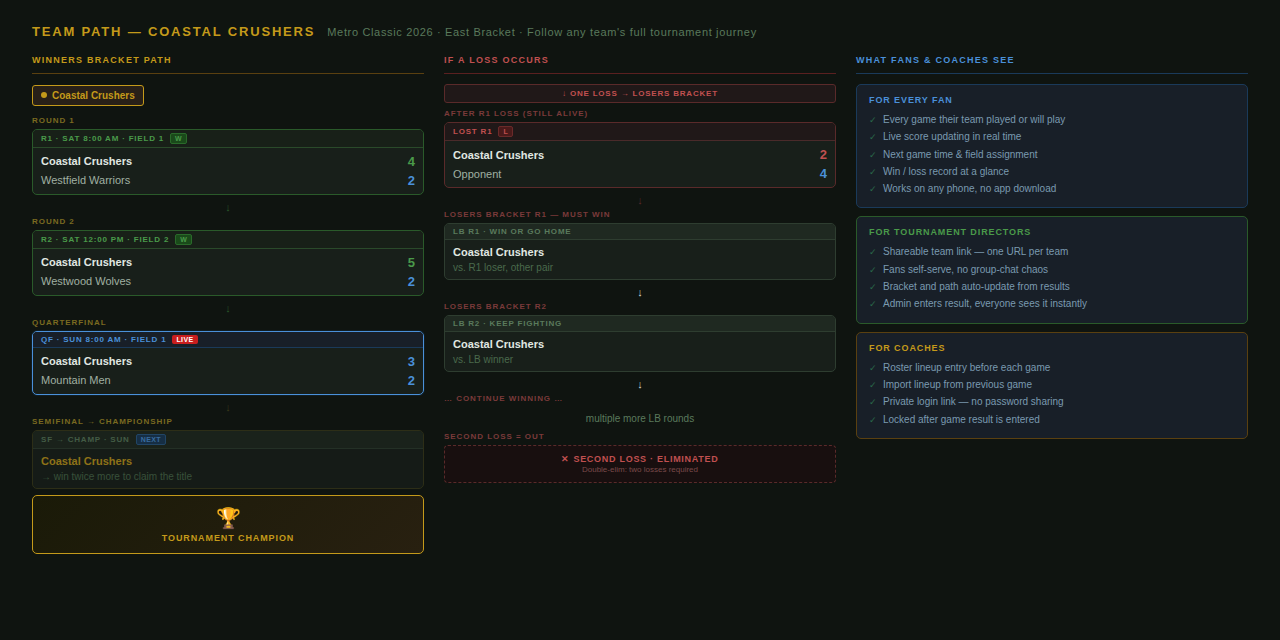 TEAM PATH — COASTAL CRUSHERS Metro Classic 2026 · East Bracket · Follow any team's full tournament journey
WINNERS BRACKET PATH
Coastal Crushers
ROUND 1
R1 · SAT 8:00 AM · FIELD 1 W
Coastal Crushers 4
Westfield Warriors 2
↓
ROUND 2
R2 · SAT 12:00 PM · FIELD 2 W
Coastal Crushers 5
Westwood Wolves 2
↓
QUARTERFINAL
QF · SUN 8:00 AM · FIELD 1 LIVE
Coastal Crushers 3
Mountain Men 2
↓
SEMIFINAL → CHAMPIONSHIP
SF → CHAMP · SUN NEXT
Coastal Crushers
→ win twice more to claim the title
🏆
TOURNAMENT CHAMPION
IF A LOSS OCCURS
↓ ONE LOSS → LOSERS BRACKET
AFTER R1 LOSS (STILL ALIVE)
LOST R1 L
Coastal Crushers 2
Opponent 4
↓
LOSERS BRACKET R1 — MUST WIN
LB R1 · WIN OR GO HOME
Coastal Crushers
vs. R1 loser, other pair
↓
LOSERS BRACKET R2
LB R2 · KEEP FIGHTING
Coastal Crushers
vs. LB winner
↓
… CONTINUE WINNING …
multiple more LB rounds
SECOND LOSS = OUT
✕ SECOND LOSS · ELIMINATED
Double-elim: two losses required
WHAT FANS & COACHES SEE
FOR EVERY FAN
✓ Every game their team played or will play
✓ Live score updating in real time
✓ Next game time & field assignment
✓ Win / loss record at a glance
✓ Works on any phone, no app download
FOR TOURNAMENT DIRECTORS
✓ Shareable team link — one URL per team
✓ Fans self-serve, no group-chat chaos
✓ Bracket and path auto-update from results
✓ Admin enters result, everyone sees it instantly
FOR COACHES
✓ Roster lineup entry before each game
✓ Import lineup from previous game
✓ Private login link — no password sharing
✓ Locked after game result is entered